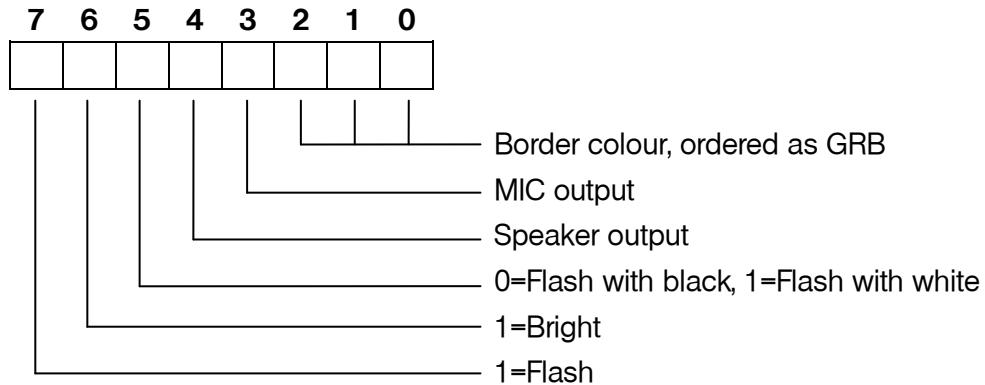 7 6 5 4 3 2 1 0
Border colour, ordered as GRB
MIC output
Speaker output
0=Flash with black, 1=Flash with white
1=Bright
1=Flash